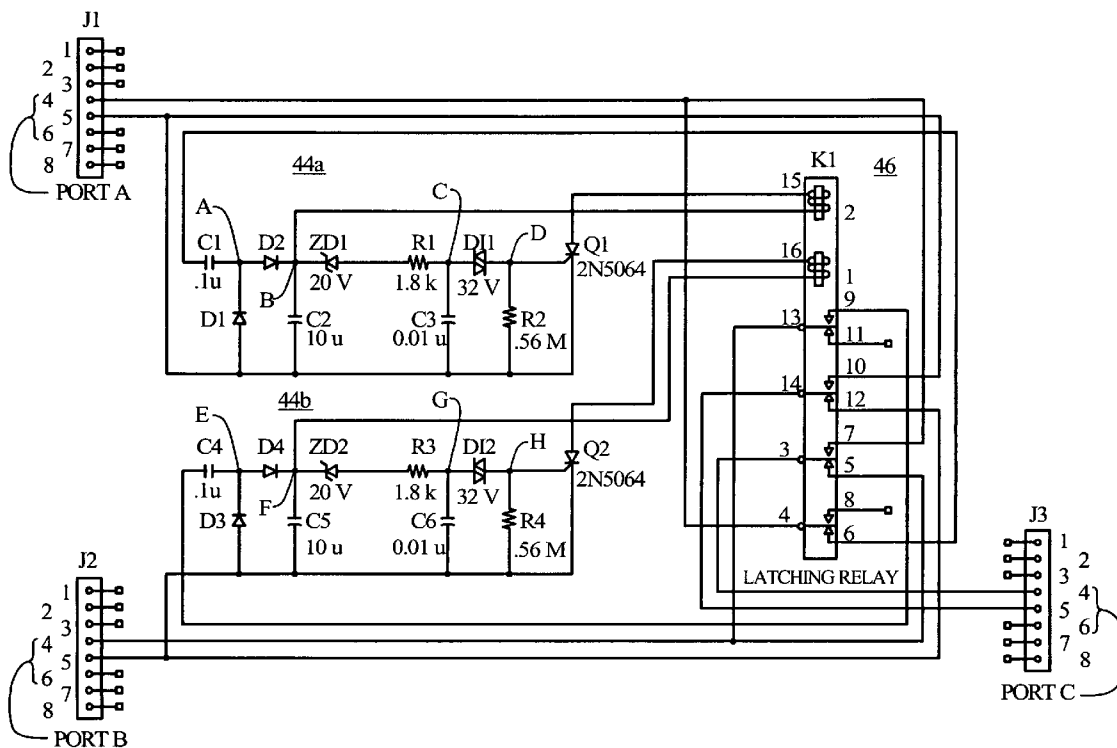 J1
1
2
3
4
5
6
7
8
PORT A
44a
K1
46
15
2
16
1
9
13
11
10
14
12
7
3
5
8
4
6
LATCHING RELAY
A
C1
.1u
D2
B
ZD1
20 V
R1
1.8 k
C
DI1
32 V
D
Q1
2N5064
D1
C2
10 u
C3
0.01 u
R2
.56 M
44b
E
C4
.1u
D4
F
ZD2
20 V
R3
1.8 k
G
DI2
32 V
H
Q2
2N5064
D3
C5
10 u
C6
0.01 u
R4
.56 M
J2
1
2
3
4
5
6
7
8
PORT B
J3
1
2
3
4
5
6
7
8
PORT C